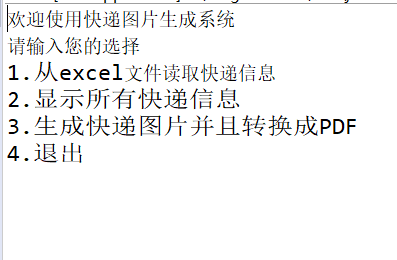 欢迎使用快递图片生成系统
请输入您的选择
1.从excel文件读取快递信息
2.显示所有快递信息
3.生成快递图片并且转换成PDF
4.退出